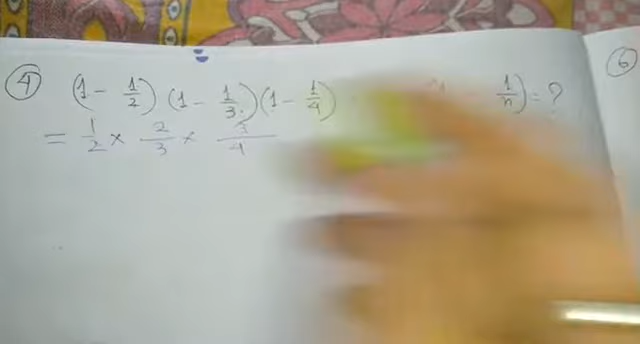 ④ (1 - 1/2) (1 - 1/3) (1 - 1/4) 1/n) = ? ⑥
= 1/2 × 2/3 × 3/4